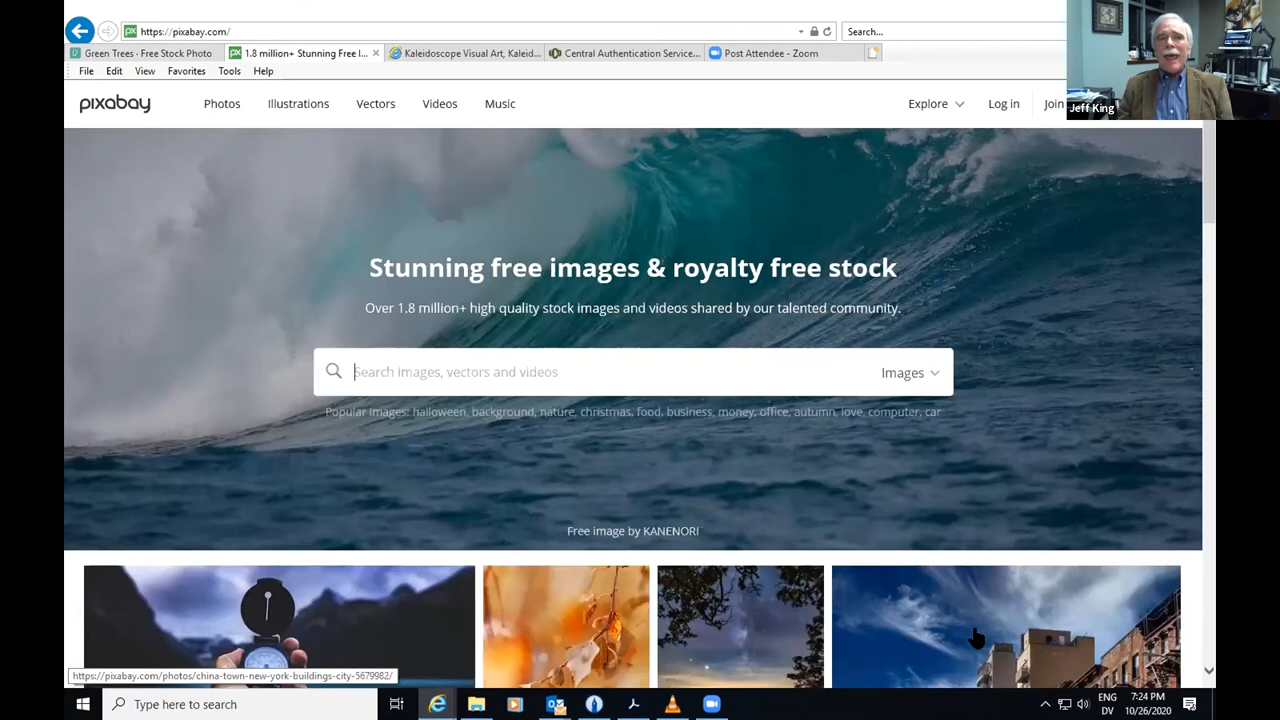 https://pixabay.com/
Search...
Green Trees · Free Stock Photo
1.8 million+ Stunning Free I...
Kaleidoscope Visual Art, Kaleid...
Central Authentication Service...
Post Attendee - Zoom
File Edit View Favorites Tools Help
Jeff King
pixabay Photos Illustrations Vectors Videos Music Explore Log in Join
Stunning free images & royalty free stock
Over 1.8 million+ high quality stock images and videos shared by our talented community.
Search images, vectors and videos Images
Popular Images: halloween, background, nature, christmas, food, business, money, office, autumn, love, computer, car
Free image by KANENORI
https://pixabay.com/photos/china-town-new-york-buildings-city-5679982/
Type here to search
ENG
DV
7:24 PM
10/26/2020